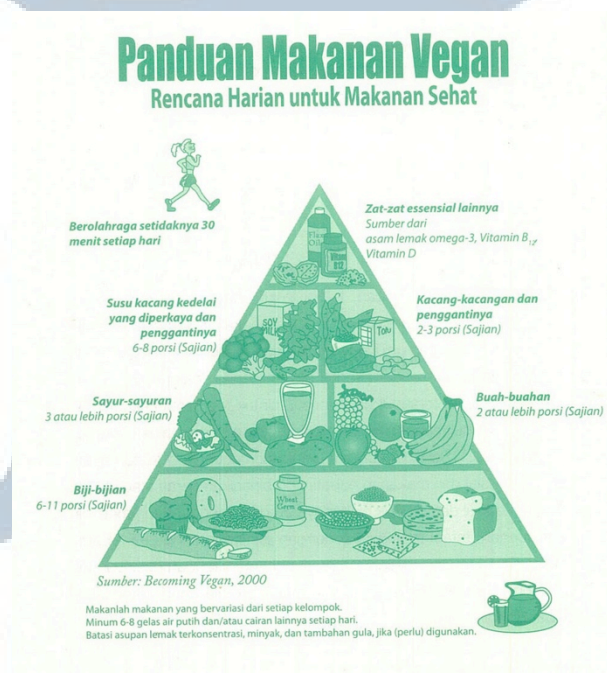 Panduan Makanan Vegan
Rencana Harian untuk Makanan Sehat
Berolahraga setidaknya 30
menit setiap hari
Zat-zat essensial lainnya
Sumber dari
asam lemak omega-3, Vitamin B12,
Vitamin D
Flax
Oil
Susu kacang kedelai
yang diperkaya dan
penggantinya
6-8 porsi (Sajian)
SOY
MILK
Kacang-kacangan dan
penggantinya
2-3 porsi (Sajian)
Tofu
Sayur-sayuran
3 atau lebih porsi (Sajian)
Buah-buahan
2 atau lebih porsi (Sajian)
Biji-bijian
6-11 porsi (Sajian)
Wheat
Germ
Sumber: Becoming Vegan, 2000
Makanlah makanan yang bervariasi dari setiap kelompok.
Minum 6-8 gelas air putih dan/atau cairan lainnya setiap hari.
Batasi asupan lemak terkonsentrasi, minyak, dan tambahan gula, jika (perlu) digunakan.